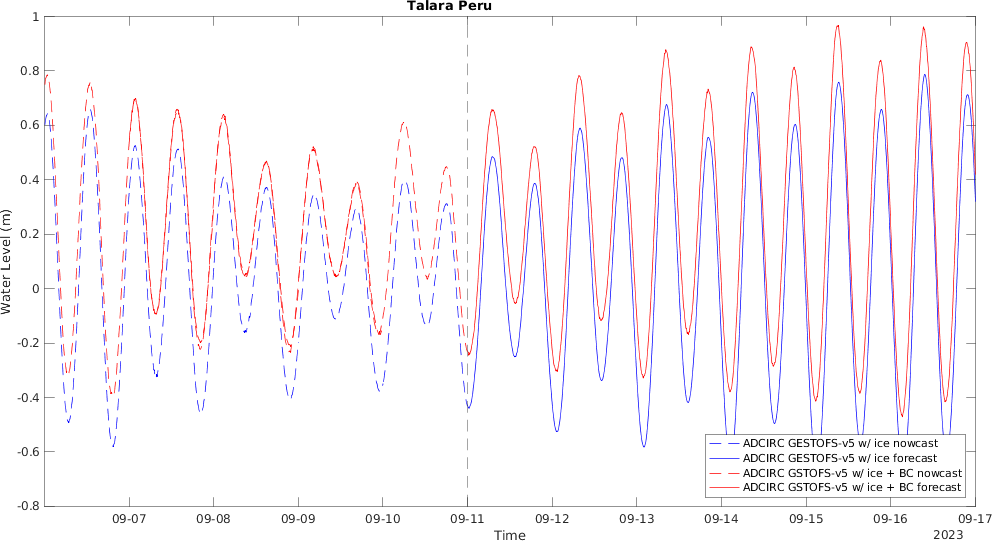 Talara Peru
1
0.8
0.6
0.4
0.2
0
-0.2
-0.4
-0.6
-0.8
Water Level (m)
ADCIRC GESTOFS-v5 w/ ice nowcast
ADCIRC GESTOFS-v5 w/ ice forecast
ADCIRC GSTOFS-v5 w/ ice + BC nowcast
ADCIRC GSTOFS-v5 w/ ice + BC forecast
09-07 09-08 09-09 09-10 09-11 09-12 09-13 09-14 09-15 09-16 09-17
Time
2023